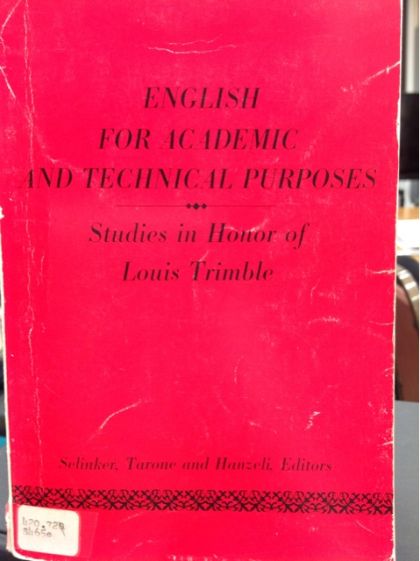 ENGLISH
FOR ACADEMIC
AND TECHNICAL PURPOSES
Studies in Honor of
Louis Trimble
Selinker, Tarone and Hanzeli, Editors